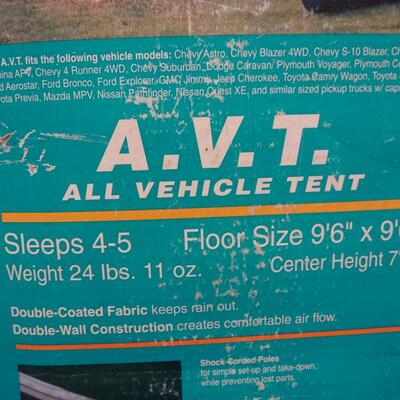 A.V.T. fits the following vehicle models: Chevy Astro, Chevy Blazer 4WD, Chevy S-10 Blazer, Che
APV, Chevy 4 Runner 4WD, Chevy Suburban, Dodge Caravan/ Plymouth Voyager, Plymouth Co
d Aerostar, Ford Bronco, Ford Explorer, GMC Jimmy, Jeep Cherokee, Toyota Camry Wagon, Toyota
ota Previa, Mazda MPV, Nissan Pathfinder, Nissan Quest XE, and similar sized pickup trucks w/ caps
A.V.T.
ALL VEHICLE TENT
Sleeps 4-5 Floor Size 9'6" x 9'
Weight 24 lbs. 11 oz. Center Height 7'
Double-Coated Fabric keeps rain out.
Double-Wall Construction creates comfortable air flow.
Shock-Corded Poles
for simple set-up and take-down,
while preventing lost parts.